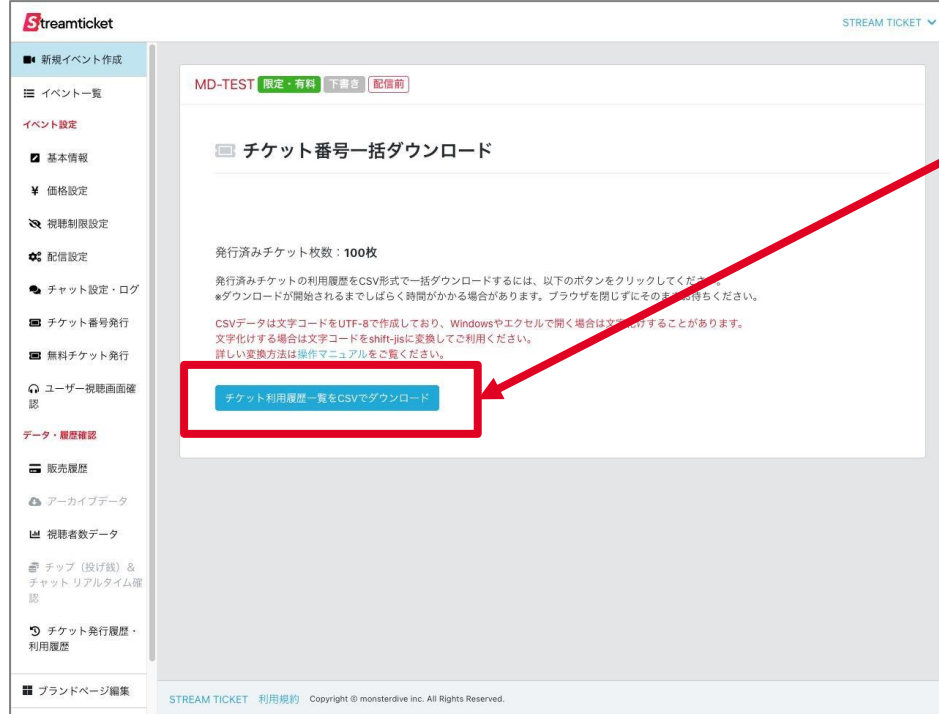 Streamticket
STREAM TICKET
新規イベント作成
イベント一覧
イベント設定
基本情報
¥ 価格設定
視聴制限設定
配信設定
チャット設定・ログ
チケット番号発行
無料チケット発行
ユーザー視聴画面確
認
データ・履歴確認
販売履歴
アーカイブデータ
視聴者数データ
チップ（投げ銭）&
チャット リアルタイム確
認
チケット発行履歴・
利用履歴
ブランドページ編集
MD-TEST 限定・有料 下書き 配信前
チケット番号一括ダウンロード
発行済みチケット枚数：100枚
発行済みチケットの利用履歴をCSV形式で一括ダウンロードするには、以下のボタンをクリックしてください。
※ダウンロードが開始されるまでしばらく時間がかかる場合があります。ブラウザを閉じずにそのままお待ちください。
CSVデータは文字コードをUTF-8で作成しており、Windowsやエクセルで開く場合は文字化けすることがあります。
文字化けする場合は文字コードをshift-jisに変換してご利用ください。
詳しい変換方法は操作マニュアルをご覧ください。
チケット利用履歴一覧をCSVでダウンロード
STREAM TICKET 利用規約 Copyright © monsterdive inc. All Rights Reserved.